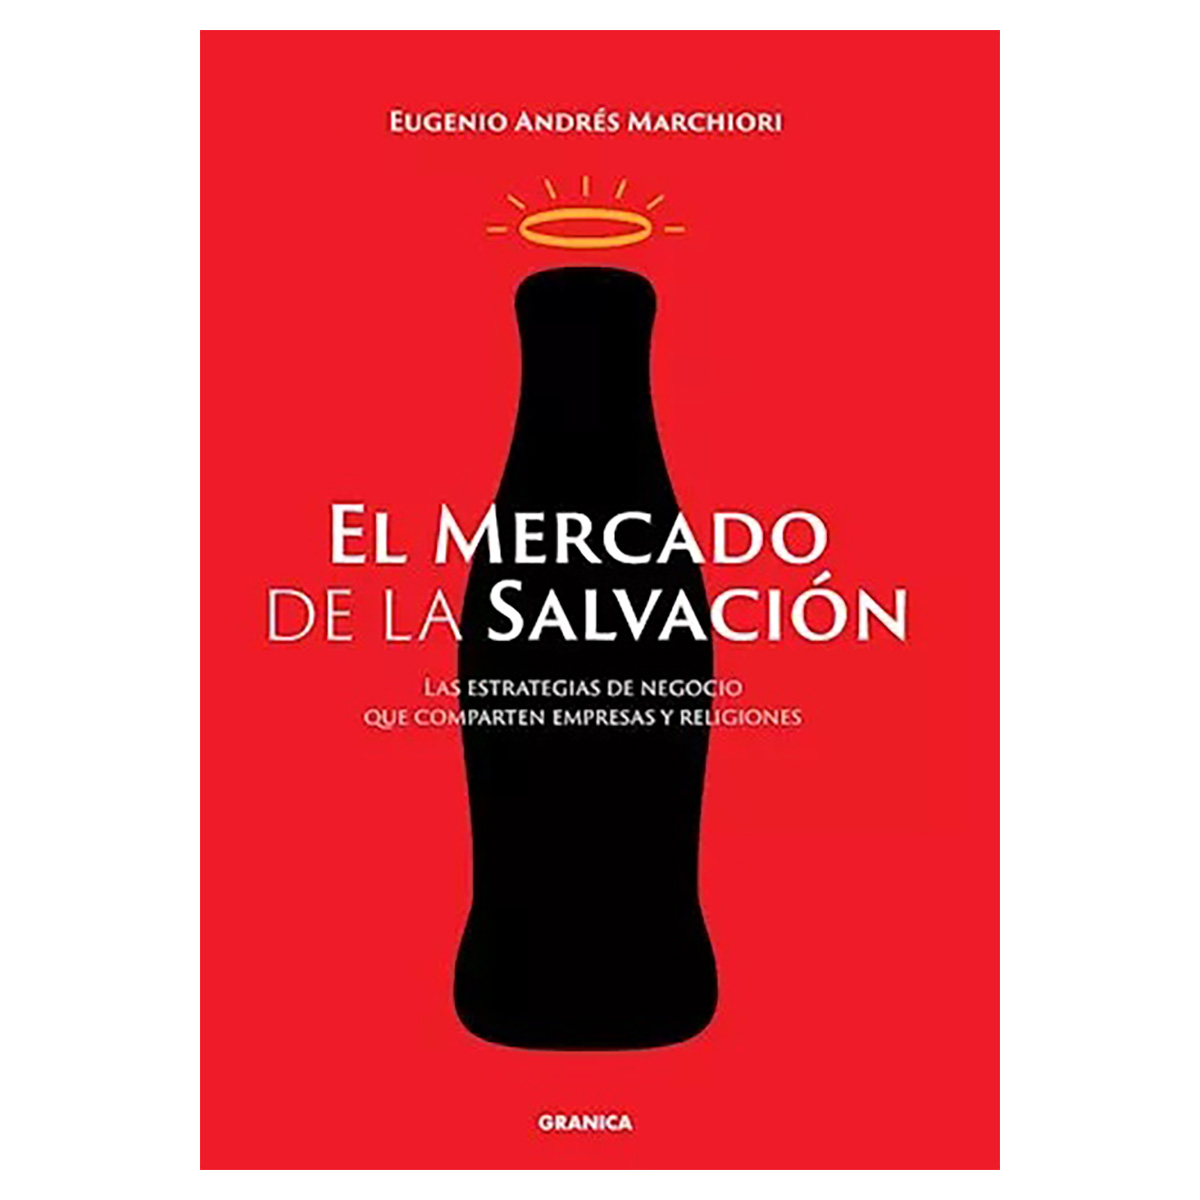 EUGENIO ANDRÉS MARCHIORI
EL MERCADO
DE LA SALVACIÓN
LAS ESTRATEGIAS DE NEGOCIO
QUE COMPARTEN EMPRESAS Y RELIGIONES
GRANICA